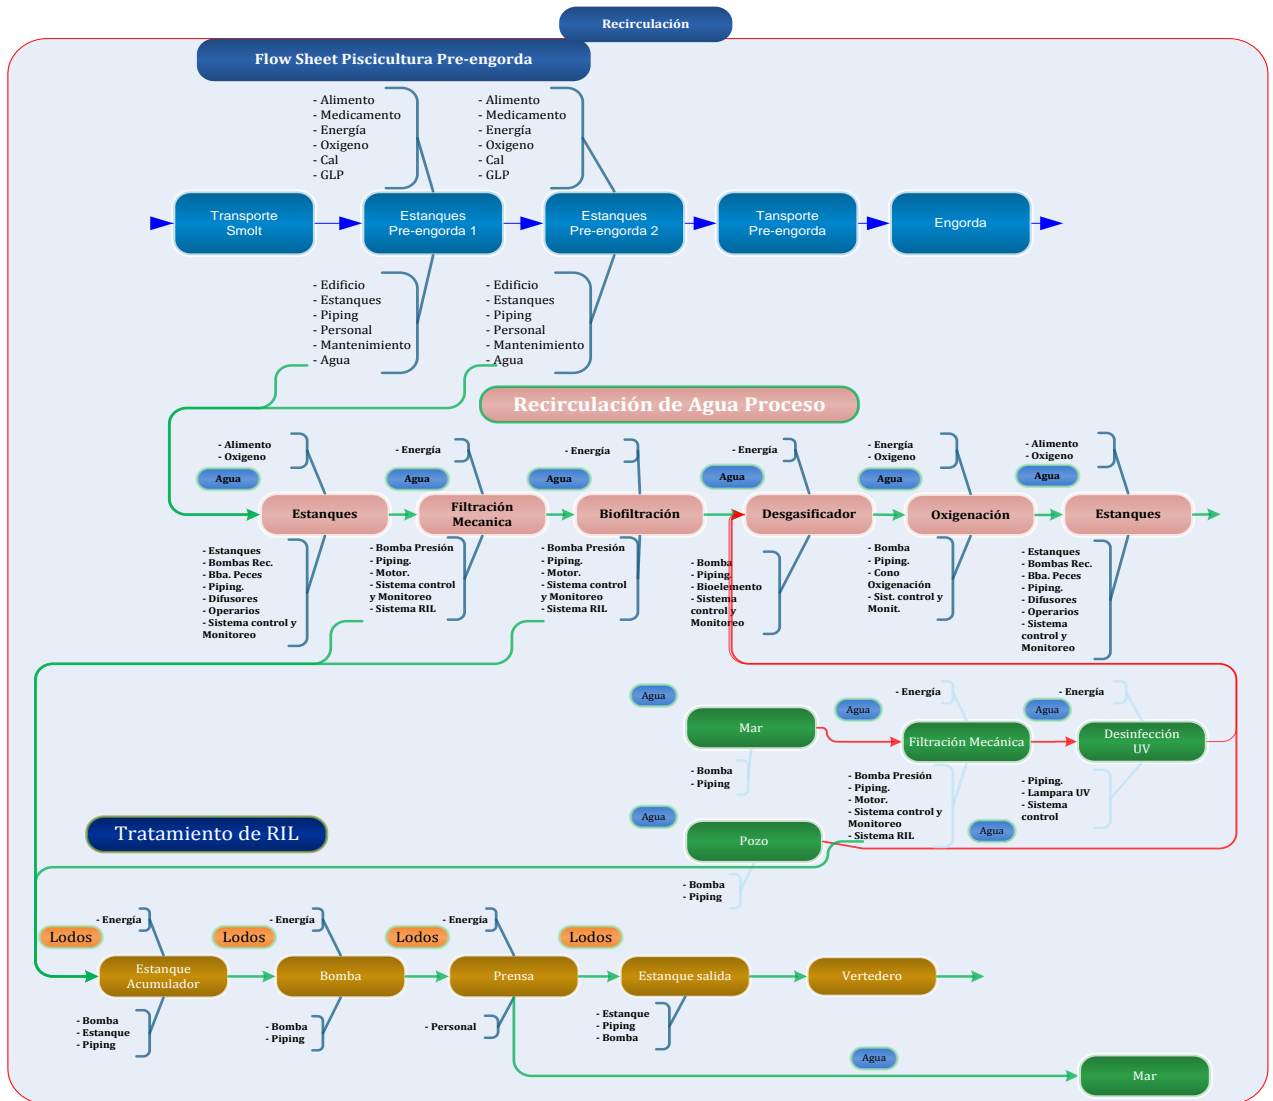 Recirculación
Flow Sheet Piscicultura Pre-engorda
- Alimento
- Medicamento
- Energía
- Oxigeno
- Cal
- GLP
- Alimento
- Medicamento
- Energía
- Oxigeno
- Cal
- GLP
Transporte
Smolt
Estanques
Pre-engorda 1
Estanques
Pre-engorda 2
Tansporte
Pre-engorda
Engorda
- Edificio
- Estanques
- Piping
- Personal
- Mantenimiento
- Agua
- Edificio
- Estanques
- Piping
- Personal
- Mantenimiento
- Agua
Recirculación de Agua Proceso
- Alimento
- Oxigeno
- Energía
- Energía
- Energía
- Energía
- Oxigeno
- Alimento
- Oxigeno
Agua
Agua
Agua
Agua
Agua
Agua
Estanques
Filtración
Mecanica
Biofiltración
Desgasificador
Oxigenación
Estanques
- Estanques
- Bombas Rec.
- Bba. Peces
- Piping.
- Difusores
- Operarios
- Sistema control y
Monitoreo
- Bomba Presión
- Piping.
- Motor.
- Sistema control
y Monitoreo
- Sistema RIL
- Bomba Presión
- Piping.
- Motor.
- Sistema control
y Monitoreo
- Sistema RIL
- Bomba
- Piping.
- Bioelemento
- Sistema
control y
Monitoreo
- Bomba
- Piping.
- Cono
Oxigenación
- Sist. control y
Monit.
- Estanques
- Bombas Rec.
- Bba. Peces
- Piping.
- Difusores
- Operarios
- Sistema
control y
Monitoreo
Agua
Mar
- Bomba
- Piping
Agua
- Energía
Filtración Mecánica
- Bomba Presión
- Piping.
- Motor.
- Sistema control y
Monitoreo
- Sistema RIL
Agua
- Energía
Desinfección
UV
- Piping.
- Lampara UV
- Sistema
control
Agua
Pozo
- Bomba
- Piping
Agua
Tratamiento de RIL
Lodos
- Energía
Lodos
- Energía
Lodos
- Energía
Lodos
Estanque
Acumulador
Bomba
Prensa
Estanque salida
Vertedero
- Bomba
- Estanque
- Piping
- Bomba
- Piping
- Personal
- Estanque
- Piping
- Bomba
Agua
Mar